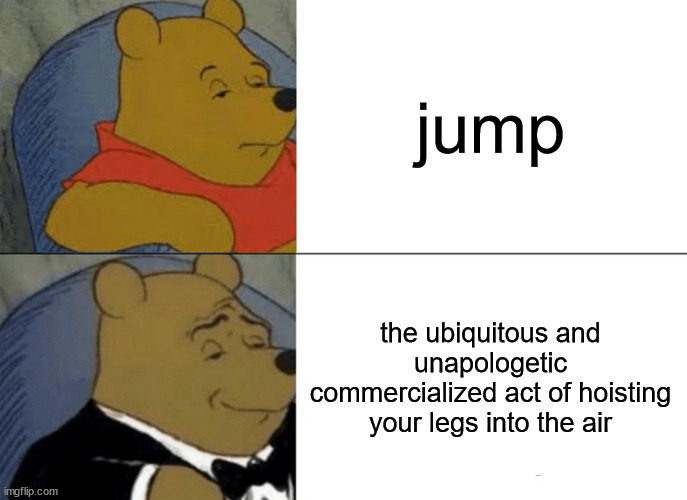 jump
the ubiquitous and
unapologetic
commercialized act of hoisting
your legs into the air
imgflip.com